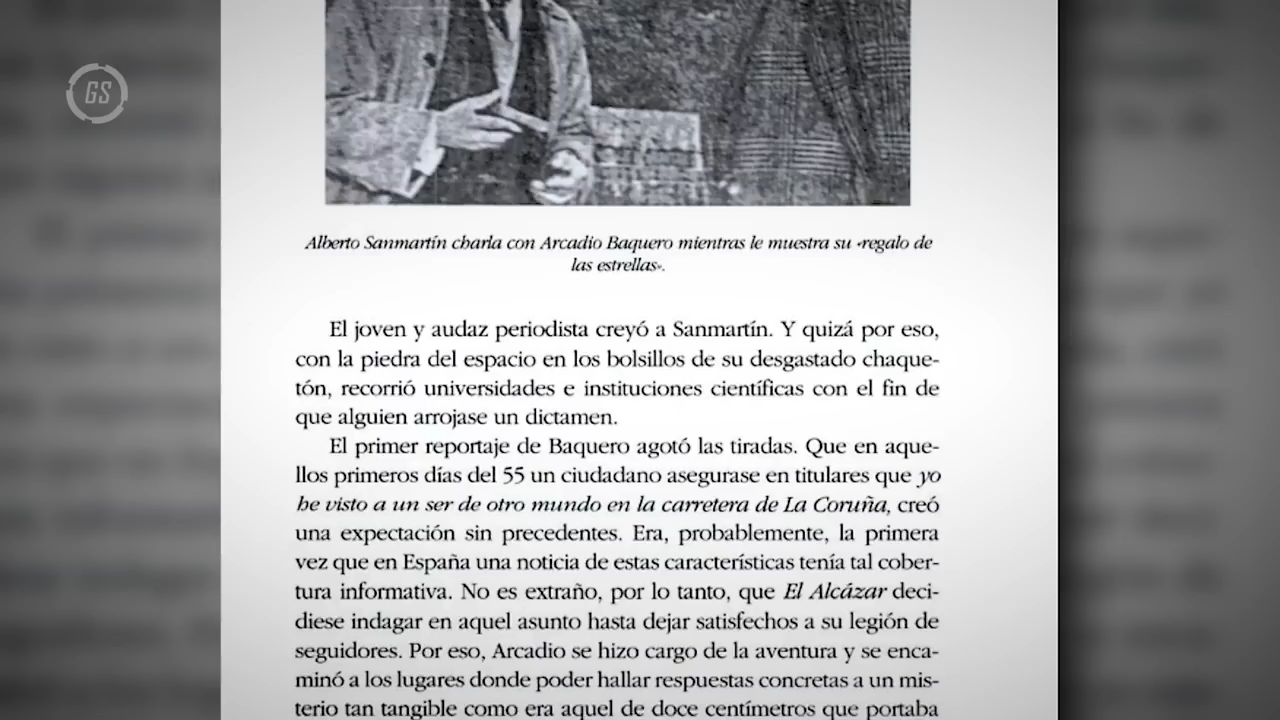 GS
Alberto Sanmartín charla con Arcadio Baquero mientras le muestra su «regalo de
las estrellas».
El joven y audaz periodista creyó a Sanmartín. Y quizá por eso,
con la piedra del espacio en los bolsillos de su desgastado chaque-
tón, recorrió universidades e instituciones científicas con el fin de
que alguien arrojase un dictamen.
El primer reportaje de Baquero agotó las tiradas. Que en aque-
llos primeros días del 55 un ciudadano asegurase en titulares que yo
he visto a un ser de otro mundo en la carretera de La Coruña, creó
una expectación sin precedentes. Era, probablemente, la primera
vez que en España una noticia de estas características tenía tal cober-
tura informativa. No es extraño, por lo tanto, que El Alcázar deci-
diese indagar en aquel asunto hasta dejar satisfechos a su legión de
seguidores. Por eso, Arcadio se hizo cargo de la aventura y se enca-
minó a los lugares donde poder hallar respuestas concretas a un mis-
terio tan tangible como era aquel de doce centímetros que portaba